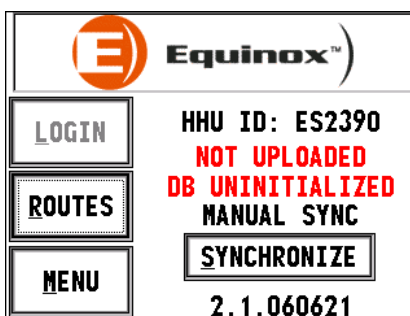 Equinox™
LOGIN
HHU ID: ES2390
NOT UPLOADED
DB UNINITIALIZED
ROUTES
MANUAL SYNC
SYNCHRONIZE
MENU
2.1.060621